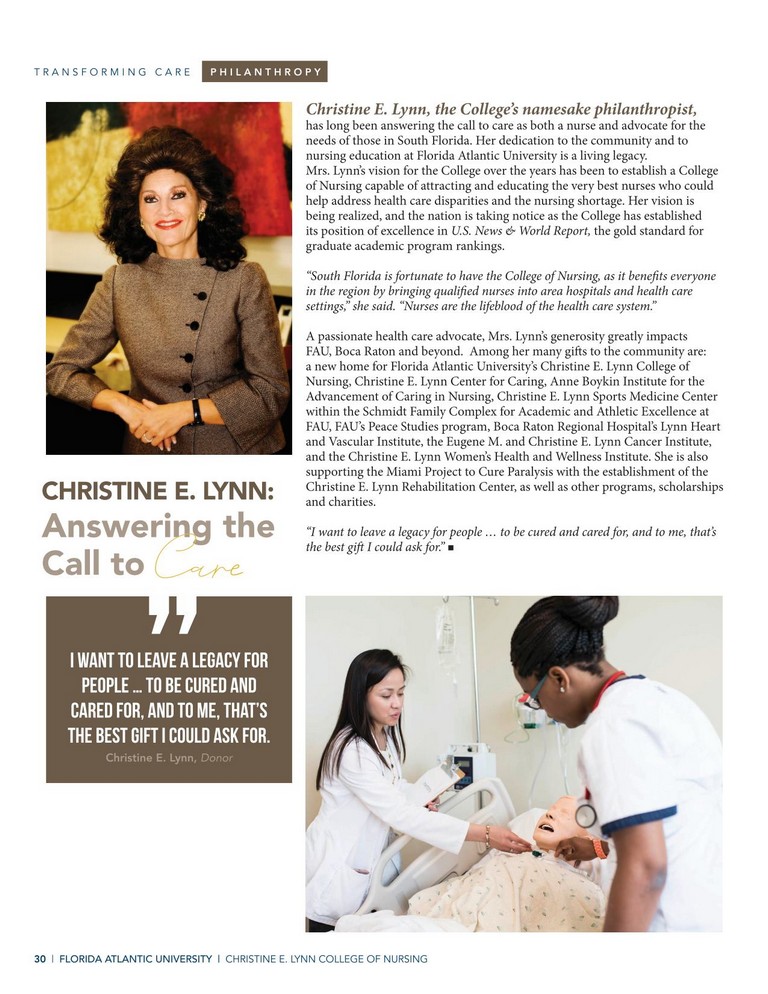 TRANSFORMING CARE PHILANTHROPY
Christine E. Lynn, the College’s namesake philanthropist,
has long been answering the call to care as both a nurse and advocate for the
needs of those in South Florida. Her dedication to the community and to
nursing education at Florida Atlantic University is a living legacy.
Mrs. Lynn’s vision for the College over the years has been to establish a College
of Nursing capable of attracting and educating the very best nurses who could
help address health care disparities and the nursing shortage. Her vision is
being realized, and the nation is taking notice as the College has established
its position of excellence in U.S. News & World Report, the gold standard for
graduate academic program rankings.
“South Florida is fortunate to have the College of Nursing, as it benefits everyone
in the region by bringing qualified nurses into area hospitals and health care
settings,” she said. “Nurses are the lifeblood of the health care system.”
A passionate health care advocate, Mrs. Lynn’s generosity greatly impacts
FAU, Boca Raton and beyond. Among her many gifts to the community are:
a new home for Florida Atlantic University’s Christine E. Lynn College of
Nursing, Christine E. Lynn Center for Caring, Anne Boykin Institute for the
Advancement of Caring in Nursing, Christine E. Lynn Sports Medicine Center
within the Schmidt Family Complex for Academic and Athletic Excellence at
FAU, FAU’s Peace Studies program, Boca Raton Regional Hospital’s Lynn Heart
and Vascular Institute, the Eugene M. and Christine E. Lynn Cancer Institute,
and the Christine E. Lynn Women’s Health and Wellness Institute. She is also
supporting the Miami Project to Cure Paralysis with the establishment of the
Christine E. Lynn Rehabilitation Center, as well as other programs, scholarships
and charities.
“I want to leave a legacy for people … to be cured and cared for, and to me, that’s
the best gift I could ask for.” ■
CHRISTINE E. LYNN:
Answering the
Call to Care
”
I WANT TO LEAVE A LEGACY FOR
PEOPLE ... TO BE CURED AND
CARED FOR, AND TO ME, THAT’S
THE BEST GIFT I COULD ASK FOR.
Christine E. Lynn, Donor
30 | FLORIDA ATLANTIC UNIVERSITY | CHRISTINE E. LYNN COLLEGE OF NURSING